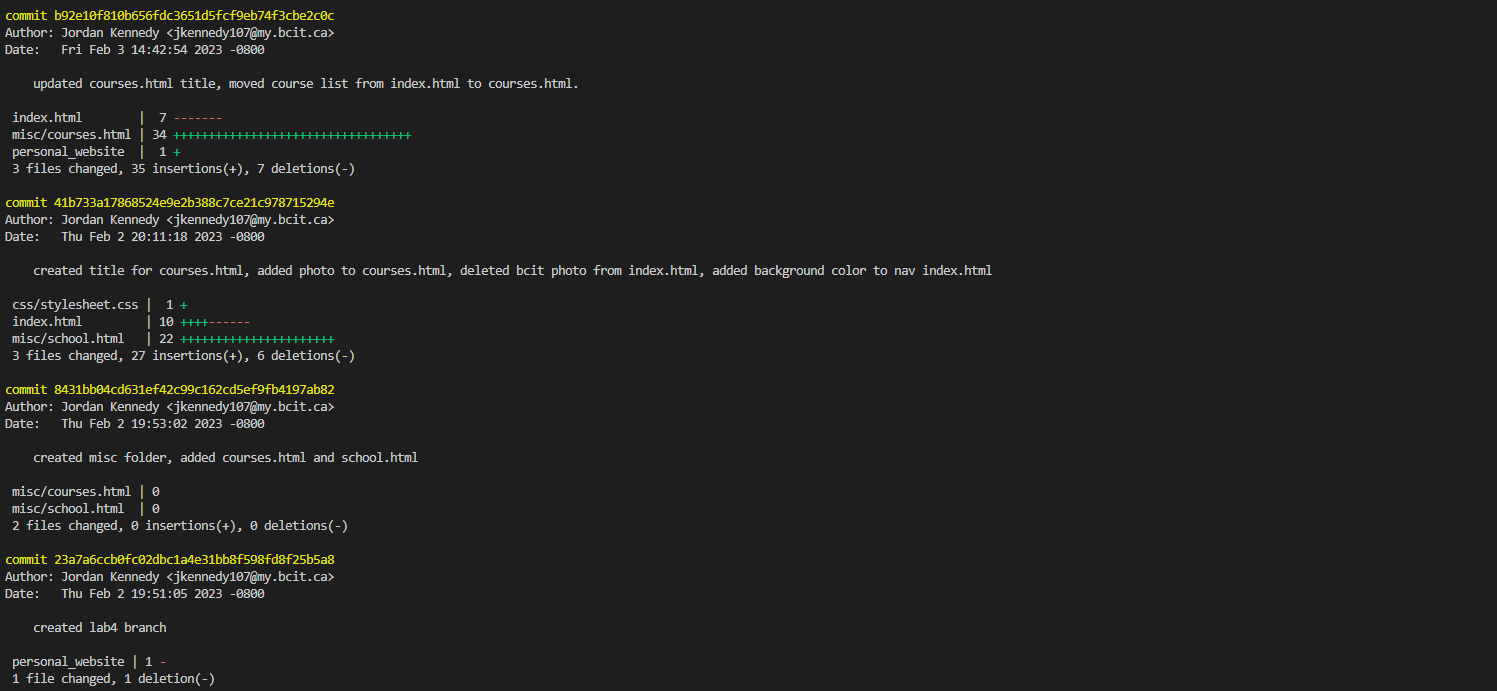 commit b92e10f810b656fdc3651d5fcf9eb74f3cbe2c0c
Author: Jordan Kennedy <jkennedy107@my.bcit.ca>
Date:   Fri Feb 3 14:42:54 2023 -0800

    updated courses.html title, moved course list from index.html to courses.html.

 index.html        |  7 -------
 misc/courses.html | 34 ++++++++++++++++++++++++++++++++++
 personal_website  |  1 +
 3 files changed, 35 insertions(+), 7 deletions(-)

commit 41b733a17868524e9e2b388c7ce21c978715294e
Author: Jordan Kennedy <jkennedy107@my.bcit.ca>
Date:   Thu Feb 2 20:11:18 2023 -0800

    created title for courses.html, added photo to courses.html, deleted bcit photo from index.html, added background color to nav index.html

 css/stylesheet.css |  1 +
 index.html         | 10 ++++------
 misc/school.html   | 22 ++++++++++++++++++++++
 3 files changed, 27 insertions(+), 6 deletions(-)

commit 8431bb04cd631ef42c99c162cd5ef9fb4197ab82
Author: Jordan Kennedy <jkennedy107@my.bcit.ca>
Date:   Thu Feb 2 19:53:02 2023 -0800

    created misc folder, added courses.html and school.html

 misc/courses.html | 0
 misc/school.html  | 0
 2 files changed, 0 insertions(+), 0 deletions(-)

commit 23a7a6ccb0fc02dbc1a4e31bb8f598fd8f25b5a8
Author: Jordan Kennedy <jkennedy107@my.bcit.ca>
Date:   Thu Feb 2 19:51:05 2023 -0800

    created lab4 branch

 personal_website | 1 -
 1 file changed, 1 deletion(-)